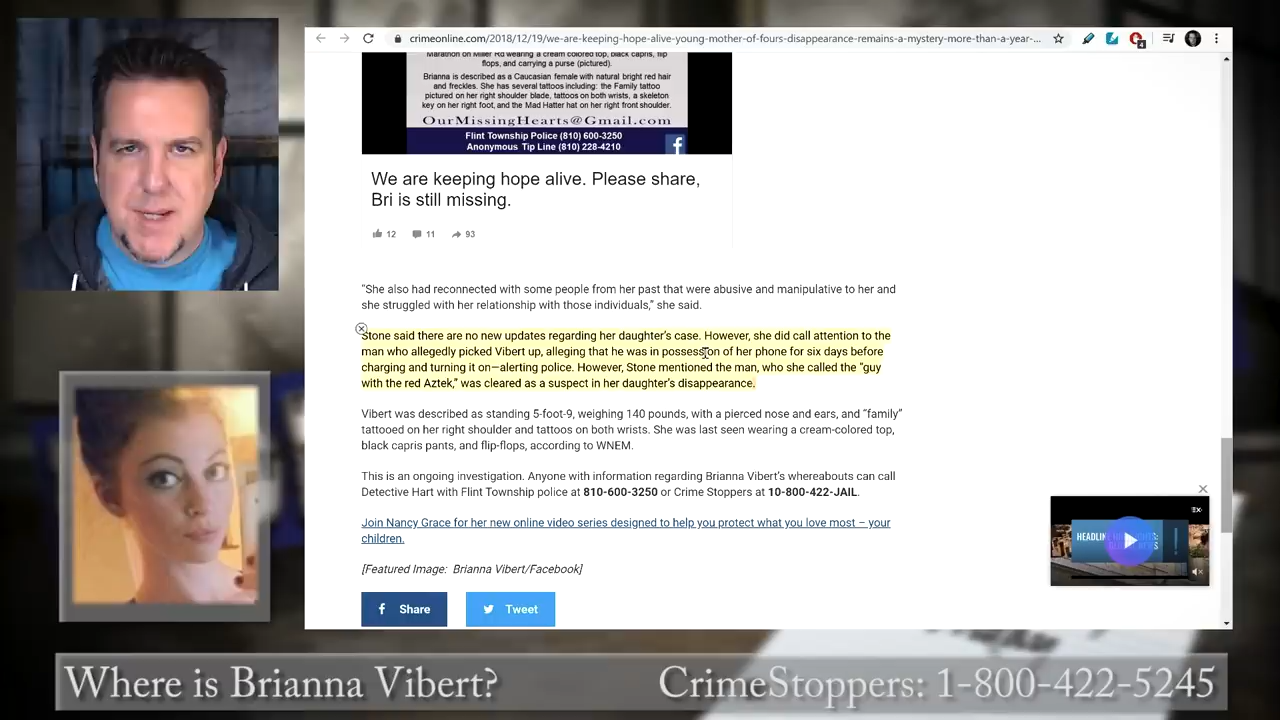 crimeonline.com/2018/12/19/we-are-keeping-hope-alive-young-mother-of-fours-disappearance-remains-a-mystery-more-than-a-year-...
4
Marathon on Miller Rd wearing a cream colored top, black capris, flip
flops, and carrying a purse (pictured).
Brianna is described as a Caucasian female with natural bright red hair
and freckles. She has several tattoos including: the Family tattoo
pictured on her right shoulder blade, tattoos on both wrists, a skeleton
key on her right foot, and the Mad Hatter hat on her right front shoulder.
OurMissingHearts@Gmail.com
Flint Township Police (810) 600-3250
Anonymous Tip Line (810) 228-4210
f
We are keeping hope alive. Please share,
Bri is still missing.
12 11 93
“She also had reconnected with some people from her past that were abusive and manipulative to her and
she struggled with her relationship with those individuals,” she said.
Stone said there are no new updates regarding her daughter’s case. However, she did call attention to the
man who allegedly picked Vibert up, alleging that he was in possession of her phone for six days before
charging and turning it on—alerting police. However, Stone mentioned the man, who she called the “guy
with the red Aztek,” was cleared as a suspect in her daughter’s disappearance.
Vibert was described as standing 5-foot-9, weighing 140 pounds, with a pierced nose and ears, and “family”
tattooed on her right shoulder and tattoos on both wrists. She was last seen wearing a cream-colored top,
black capris pants, and flip-flops, according to WNEM.
This is an ongoing investigation. Anyone with information regarding Brianna Vibert’s whereabouts can call
Detective Hart with Flint Township police at 810-600-3250 or Crime Stoppers at 10-800-422-JAIL.
Join Nancy Grace for her new online video series designed to help you protect what you love most – your
children.
[Featured Image: Brianna Vibert/Facebook]
f Share
Tweet
Where is Brianna Vibert?
CrimeStoppers: 1-800-422-5245